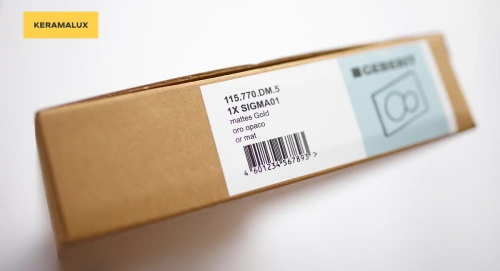 KERAMALUX
GEBERIT
115.770.DM.5
1X SIGMA01
mattes Gold
oro opaco
or mat
4 601234 567893 >